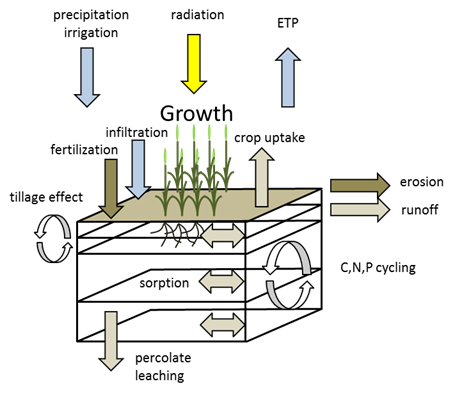 precipitation
irrigation
radiation
ETP
Growth
infiltration
crop uptake
fertilization
erosion
tillage effect
runoff
C,N,P cycling
sorption
percolate
leaching